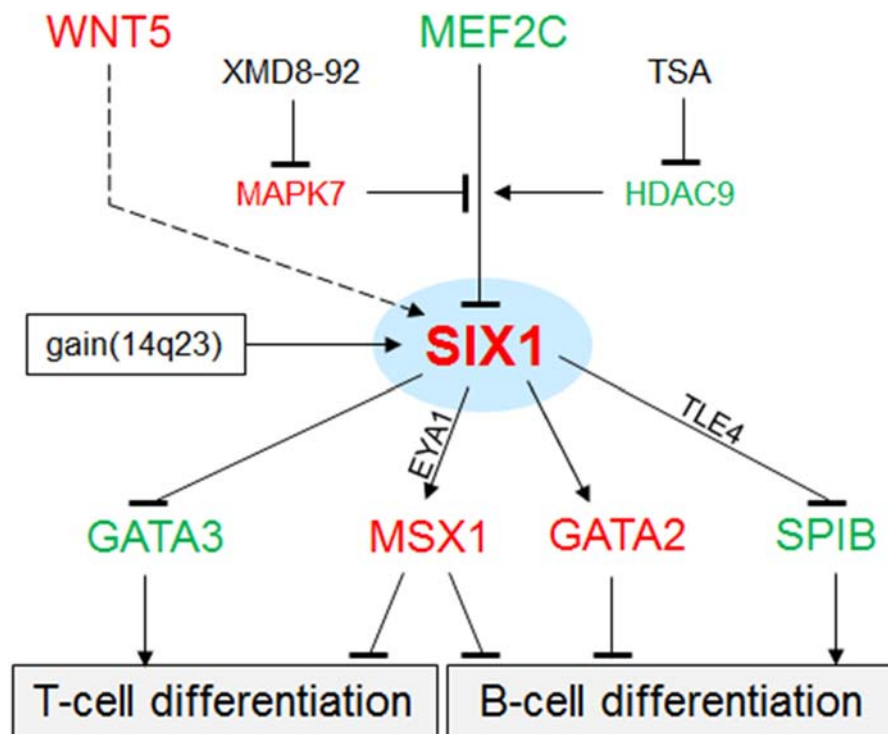 WNT5
MEF2C
XMD8-92
TSA
MAPK7
HDAC9
gain(14q23)
SIX1
EYA1
TLE4
GATA3
MSX1
GATA2
SPIB
T-cell differentiation
B-cell differentiation